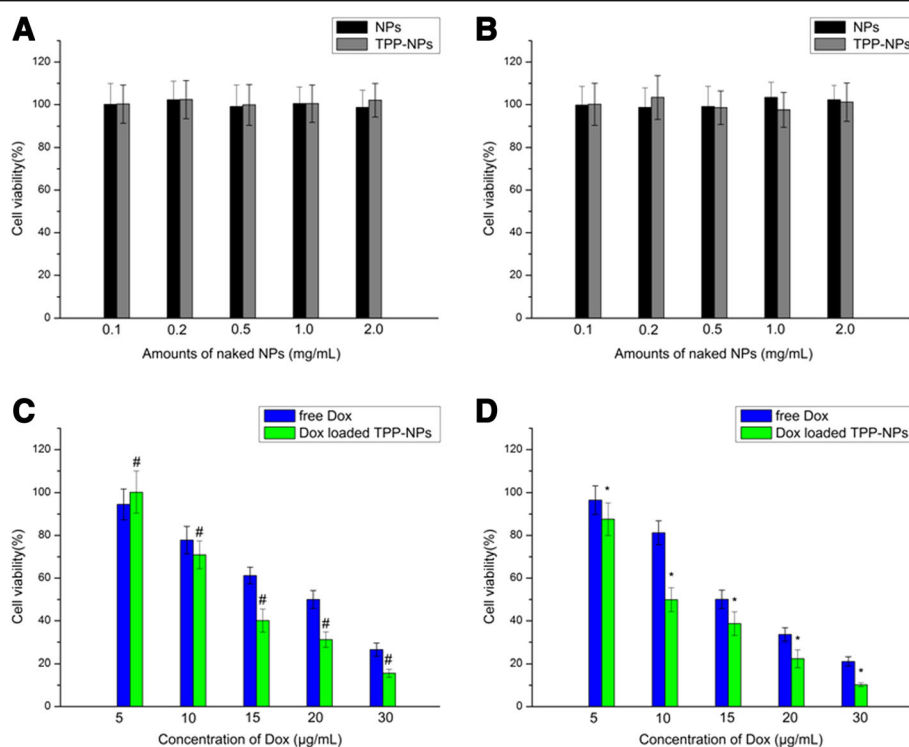 A
NPs
TPP-NPs
120
100
80
60
40
20
0
Cell viability(%)
0.1 0.2 0.5 1.0 2.0
Amounts of naked NPs (mg/mL)
B
NPs
TPP-NPs
120
100
80
60
40
20
0
Cell viability(%)
0.1 0.2 0.5 1.0 2.0
Amounts of naked NPs (mg/mL)
C
free Dox
Dox loaded TPP-NPs
120
100
80
60
40
20
0
Cell viability(%)
# # # # #
5 10 15 20 30
Concentration of Dox (μg/mL)
D
free Dox
Dox loaded TPP-NPs
120
100
80
60
40
20
0
Cell viability(%)
* * * * *
5 10 15 20 30
Concentration of Dox (μg/mL)